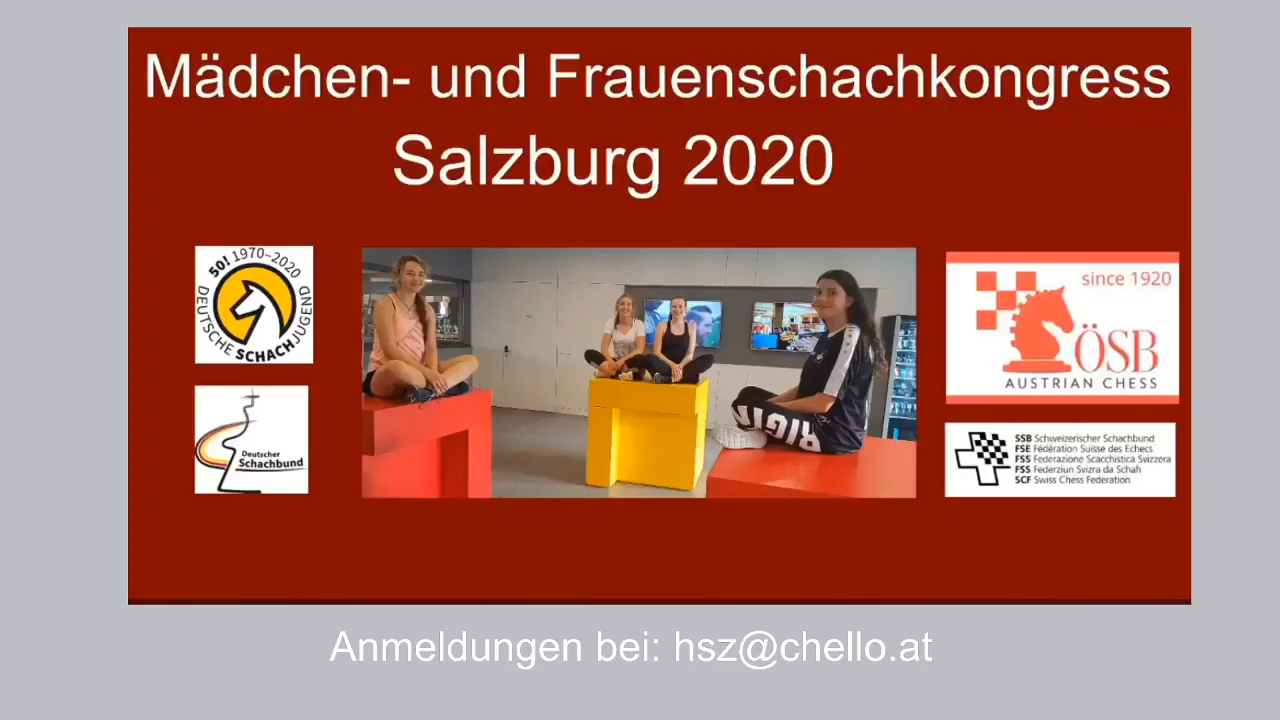 Mädchen- und Frauenschachkongress
Salzburg 2020
50! 1970-2020
DEUTSCHE SCHACHJUGEND
Deutscher
Schachbund
RIGIN
since 1920
ÖSB
AUSTRIAN CHESS
SSB Schweizerischer Schachbund
FSE Fédération Suisse des Echecs
FSS Federazione Scacchistica Svizzera
FSS Federaziun Svizra da Schah
SCF Swiss Chess Federation
Anmeldungen bei: hsz@chello.at